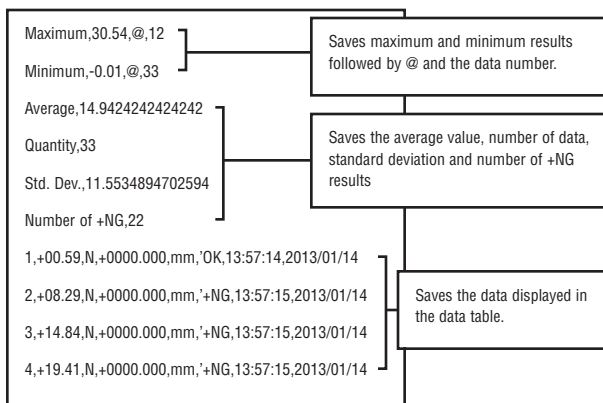 Maximum,30.54,@,12
Minimum,-0.01,@,33
Saves maximum and minimum results
followed by @ and the data number.
Average,14.9424242424242
Quantity,33
Std. Dev.,11.5534894702594
Number of +NG,22
Saves the average value, number of data,
standard deviation and number of +NG
results
1,+00.59,N,+0000.000,mm,'OK,13:57:14,2013/01/14
2,+08.29,N,+0000.000,mm,'+NG,13:57:15,2013/01/14
3,+14.84,N,+0000.000,mm,'+NG,13:57:15,2013/01/14
4,+19.41,N,+0000.000,mm,'+NG,13:57:15,2013/01/14
Saves the data displayed in
the data table.